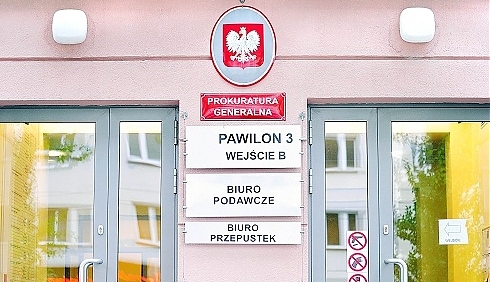 PROKURATURA
GENERALNA
PAWILON 3
WEJŚCIE B
BIURO
PODAWCZE
BIURO
PRZEPUSTEK